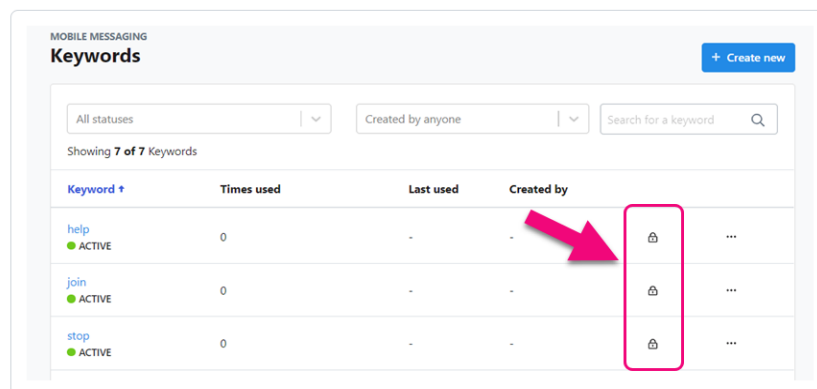 MOBILE MESSAGING
Keywords
+ Create new
All statuses
Created by anyone
Search for a keyword
Showing 7 of 7 Keywords
Keyword ↑ Times used Last used Created by
help
ACTIVE
0 - - ...
join
ACTIVE
0 - - ...
stop
ACTIVE
0 - - ...